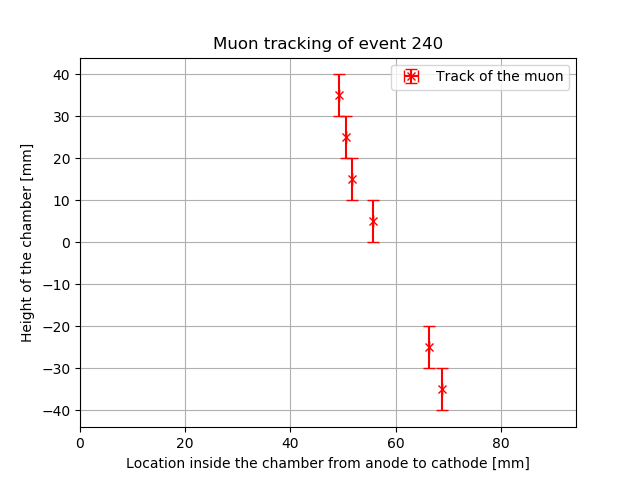 Muon tracking of event 240
Track of the muon
Height of the chamber [mm]
40
30
20
10
0
−10
−20
−30
−40
0 20 40 60 80
Location inside the chamber from anode to cathode [mm]